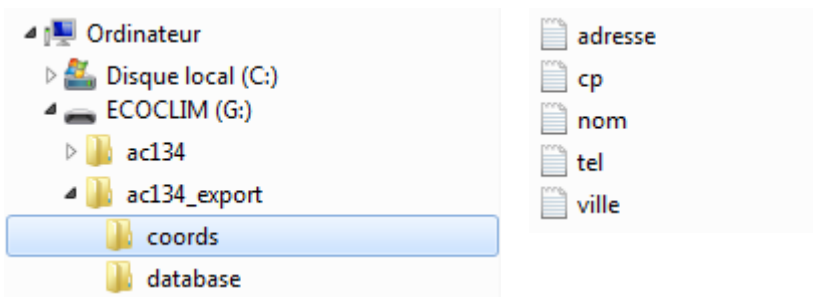 Ordinateur
Disque local (C:)
ECOCLIM (G:)
ac134
ac134_export
coords
database
adresse
cp
nom
tel
ville